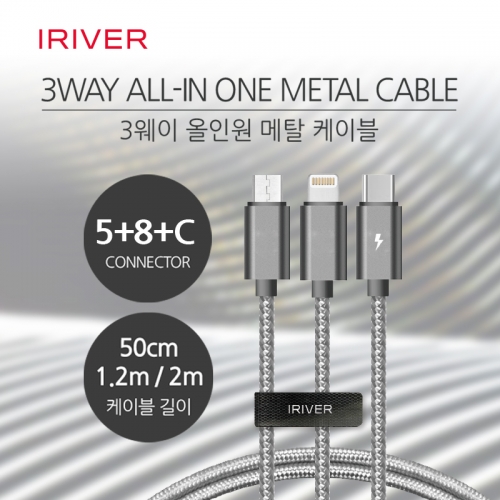 IRIVER
3WAY ALL-IN ONE METAL CABLE
3웨이 올인원 메탈 케이블
5+8+C
CONNECTOR
50cm
1.2m / 2m
케이블 길이
IRIVER